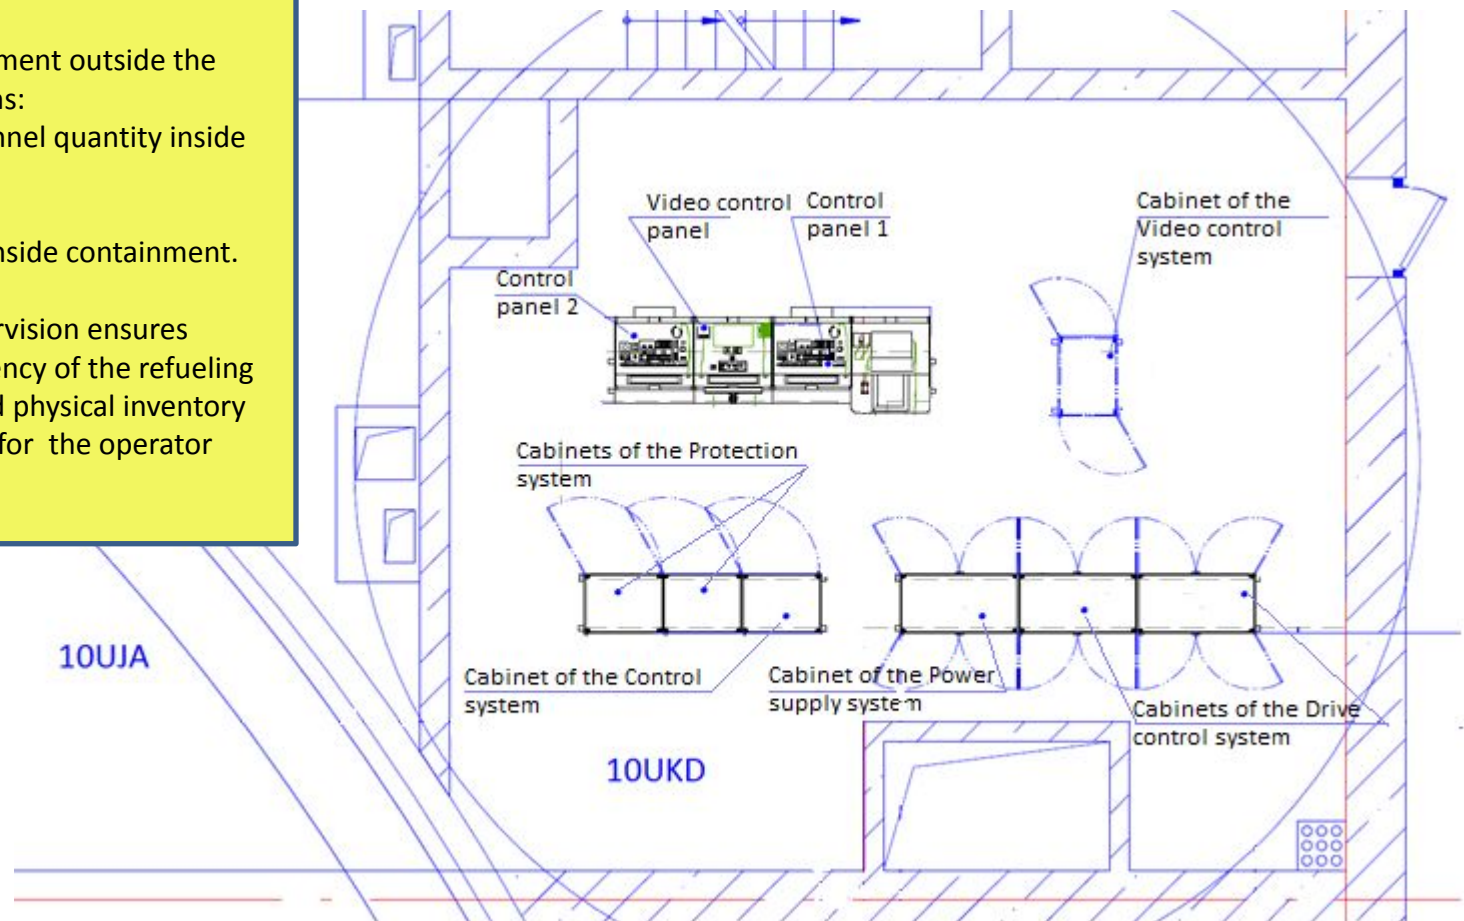 ment outside the
s:
nnel quantity inside
nside containment.
rvision ensures
ency of the refueling
d physical inventory
for the operator
Video control
panel
Control
panel 1
Cabinet of the
Video control
system
Control
panel 2
Cabinets of the Protection
system
Cabinet of the Control
system
Cabinet of the Power
supply system
Cabinets of the Drive
control system
10UJA
10UKD